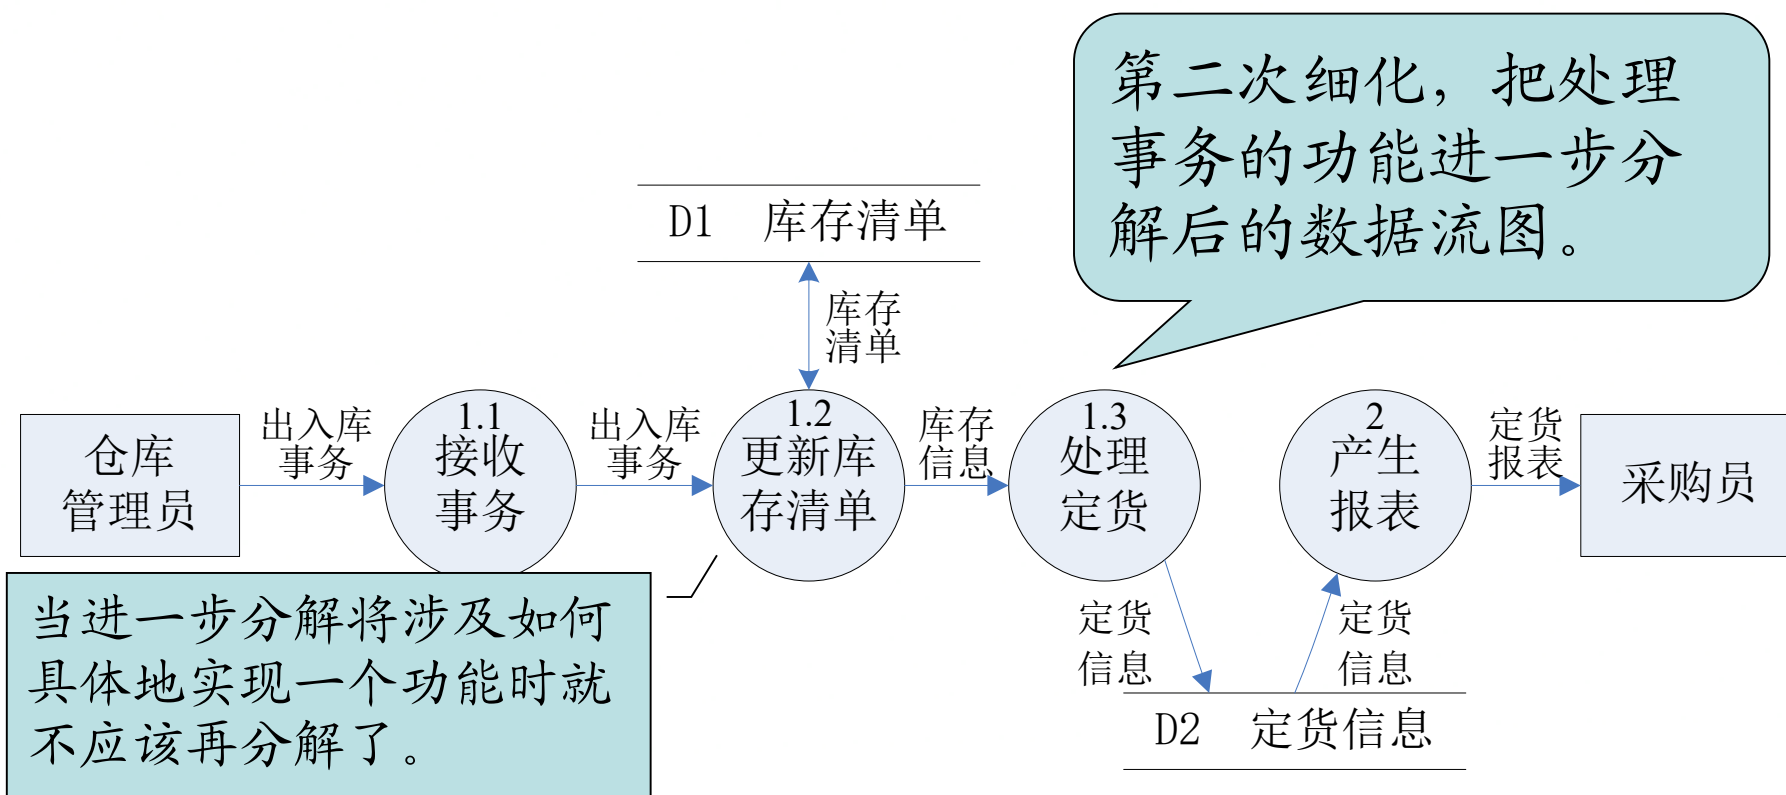 第二次细化，把处理
事务的功能进一步分
解后的数据流图。
D1 库存清单
库存
清单
仓库
管理员
出入库
事务
1.1
接收
事务
出入库
事务
1.2
更新库
存清单
库存
信息
1.3
处理
定货
2
产生
报表
定货
报表
采购员
定货
信息
定货
信息
D2 定货信息
当进一步分解将涉及如何
具体地实现一个功能时就
不应该再分解了。